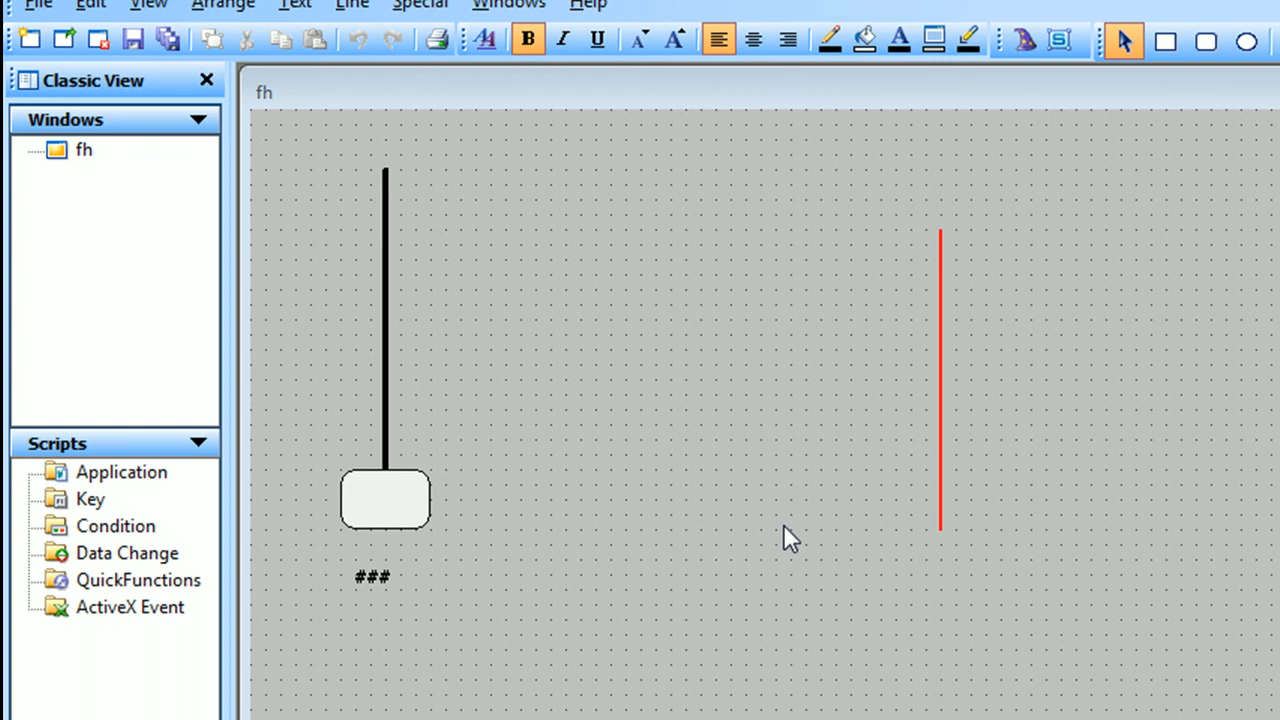 File Edit View Arrange Text Line Special Windows Help
B I U A A A
Classic View
fh
Windows
fh
Scripts
Application
Key
Condition
Data Change
QuickFunctions
ActiveX Event
###